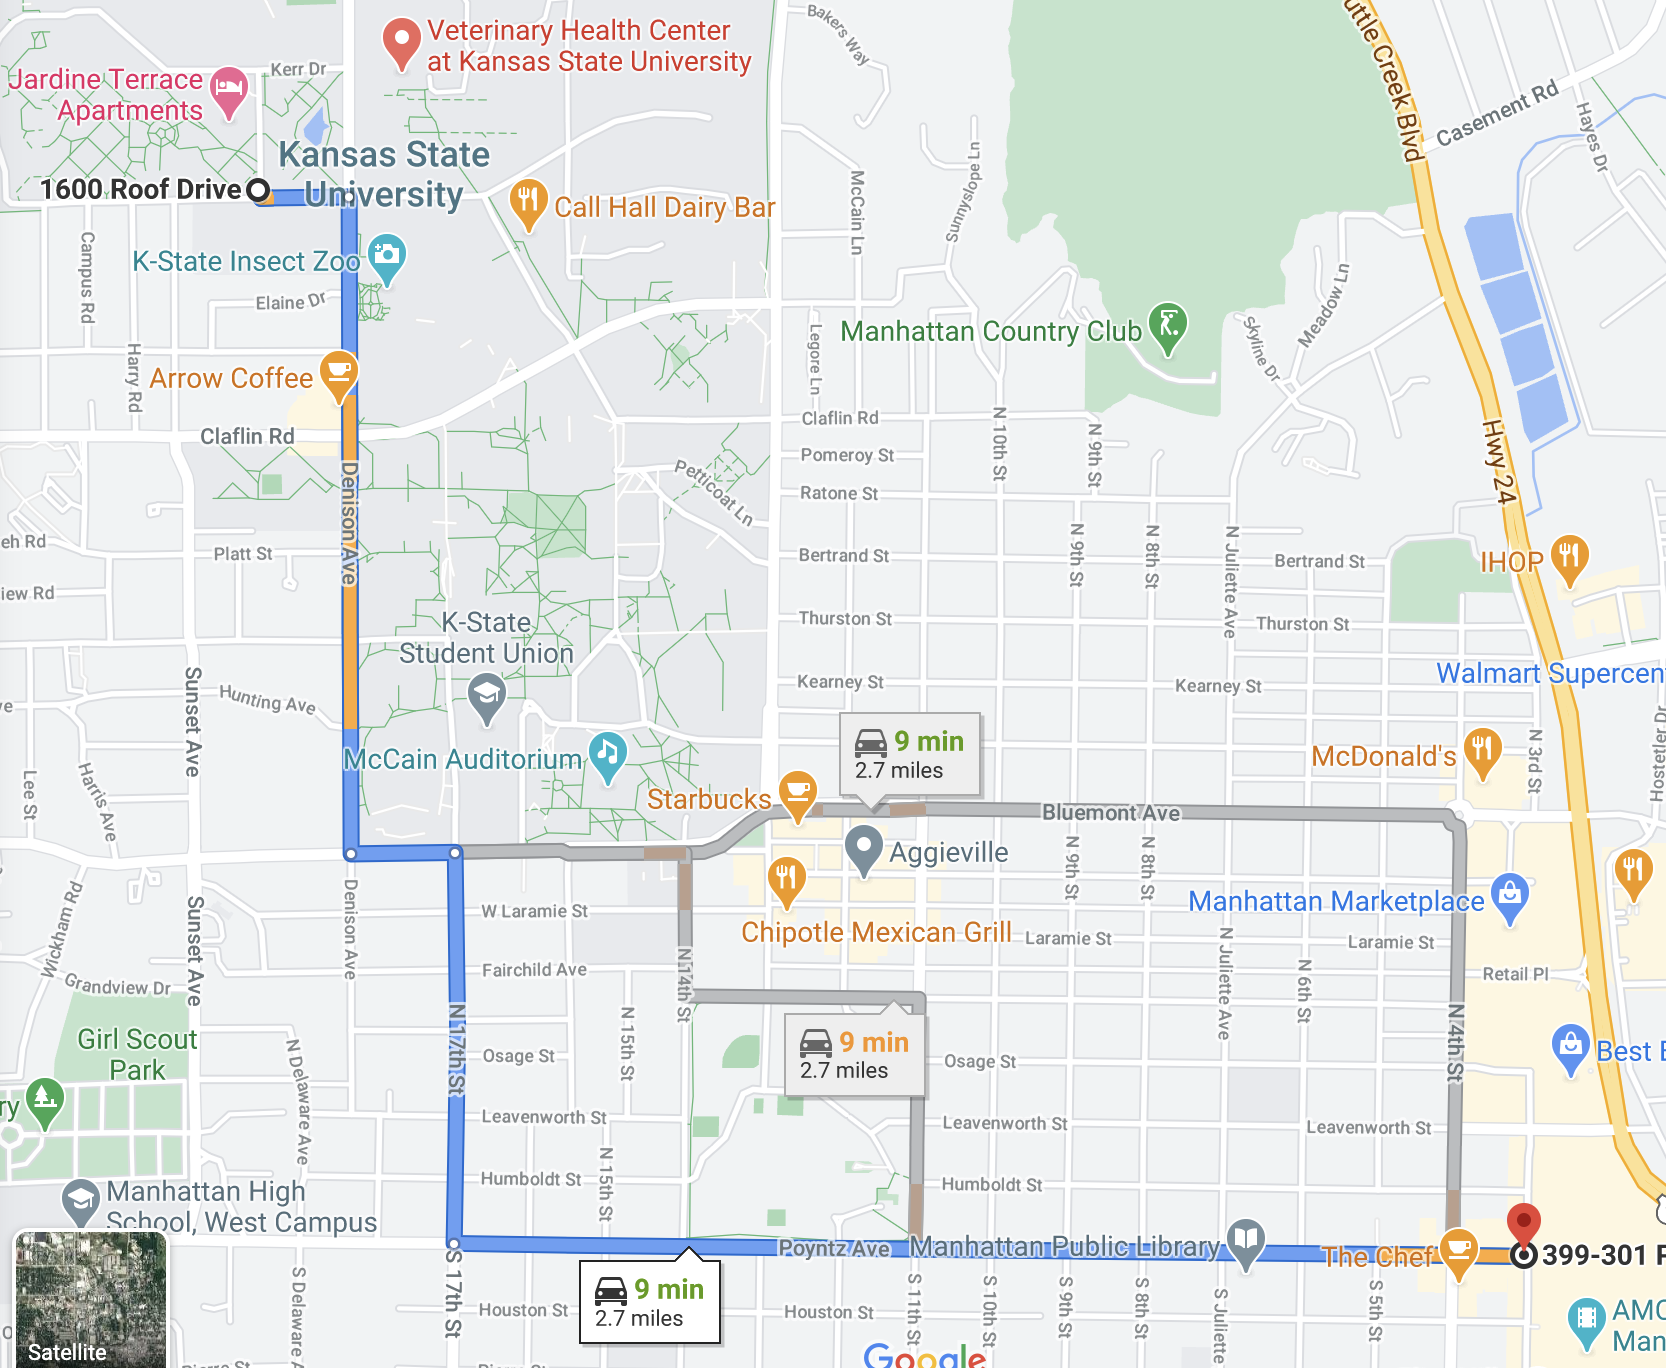 Bakers Way
uttle Creek Blvd
Veterinary Health Center
at Kansas State University
Kerr Dr
Jardine Terrace
Apartments
Casement Rd
Hayes Dr
Kansas State
University
1600 Roof Drive
Call Hall Dairy Bar
McCain Ln
Sunnyslope Ln
Campus Rd
K-State Insect Zoo
Elaine Dr
Meadow Ln
Manhattan Country Club
Skyline Dr
Legore Ln
Harry Rd
Arrow Coffee
Claflin Rd
Claflin Rd
N 10th St
N 9th St
Hwy 24
Pomeroy St
Petticoat Ln
Ratone St
Denison Ave
eh Rd
Platt St
Bertrand St
N 9th St
N 8th St
N Juliette Ave
Bertrand St
IHOP
iew Rd
K-State
Student Union
Thurston St
Thurston St
Sunset Ave
Hunting Ave
Kearney St
Kearney St
Walmart Supercen
ve
McCain Auditorium
9 min
2.7 miles
McDonald's
N 3rd St
Hostetler Dr
Lee St
Harris Ave
Starbucks
Bluemont Ave
Aggieville
N 9th St
N 8th St
Wickham Rd
Sunset Ave
Denison Ave
W Laramie St
Chipotle Mexican Grill
Laramie St
Manhattan Marketplace
Laramie St
Grandview Dr
Fairchild Ave
N 14th St
N Juliette Ave
N 6th St
Retail Pl
Girl Scout
Park
N Delaware Ave
N 17th St
Osage St
N 15th St
9 min
2.7 miles
Osage St
N 4th St
Best B
ry
Leavenworth St
Leavenworth St
Leavenworth St
Manhattan High
School, West Campus
Humboldt St
N 15th St
Humboldt St
Poyntz Ave
Manhattan Public Library
The Chef
399-301 P
S 17th St
9 min
2.7 miles
S Delaware A
Houston St
Houston St
S 11th St
S 10th St
S 9th St
S 8th St
S Juliette
S 5th St
AMC
Man
Satellite
Pierre St
Pierre St
Google